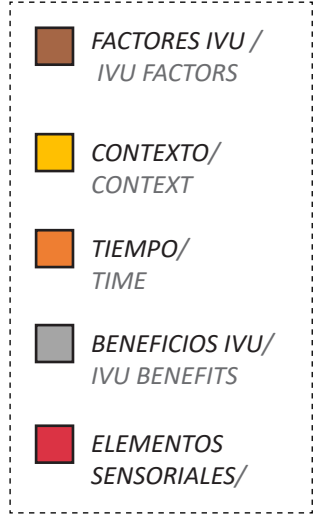 FACTORES IVU /
IVU FACTORS
CONTEXTO/
CONTEXT
TIEMPO/
TIME
BENEFICIOS IVU/
IVU BENEFITS
ELEMENTOS
SENSORIALES/